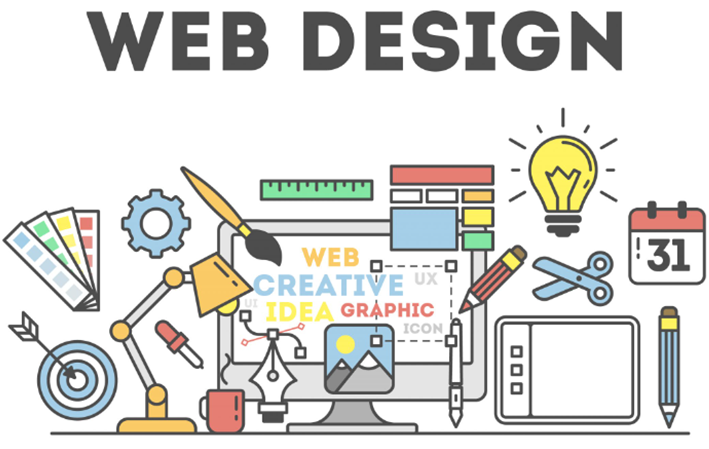 WEB DESIGN
31
WEB
UX
CREATIVE
UI
IDEA GRAPHIC
ICON